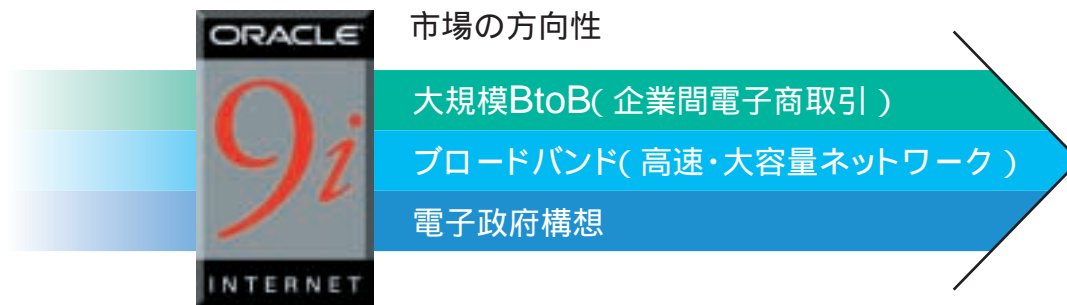 ORACLE
9i
INTERNET
市場の方向性
大規模BtoB(企業間電子商取引)
ブロードバンド(高速・大容量ネットワーク)
電子政府構想